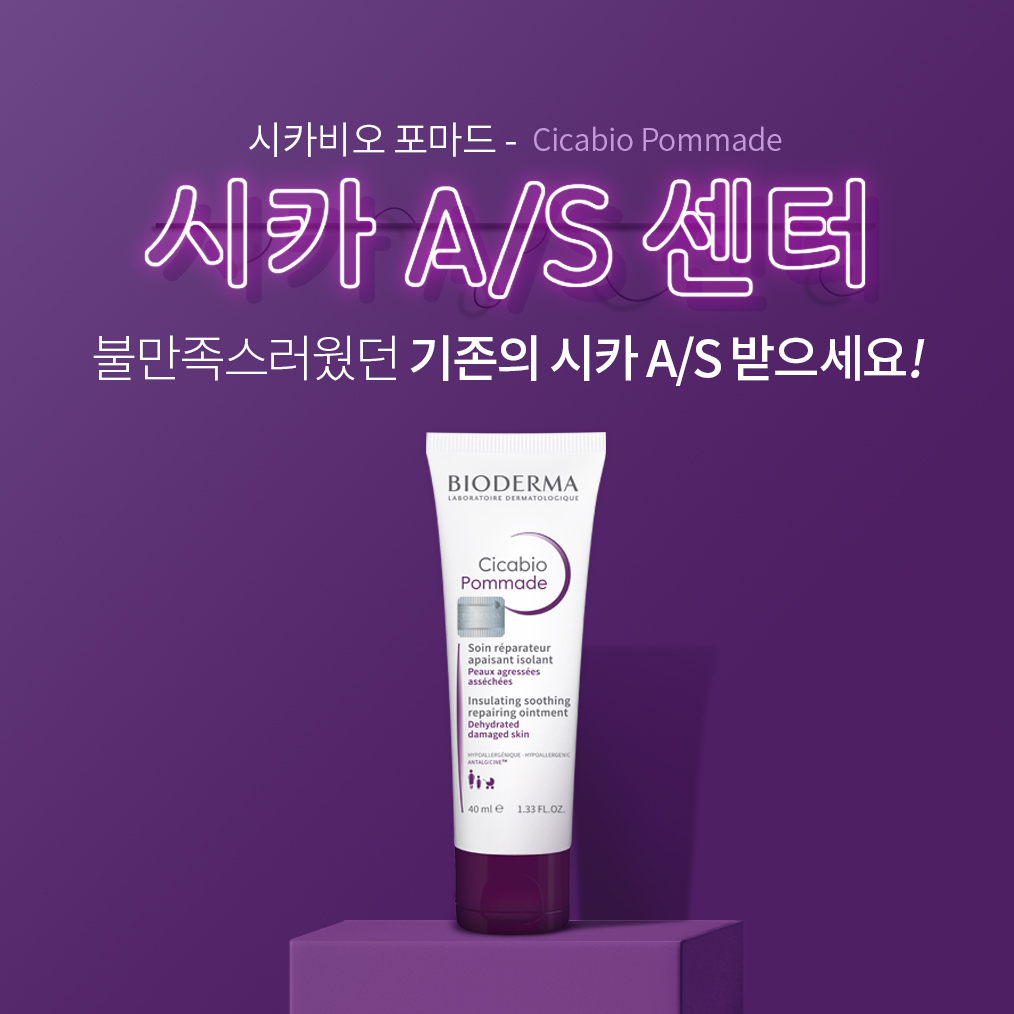 시카비오 포마드 - Cicabio Pommade
시카 A/S 센터
불만족스러웠던 기존의 시카 A/S 받으세요!
BIODERMA
LABORATOIRE DERMATOLOGIQUE
Cicabio
Pommade
Soin réparateur
apaisant isolant
Peaux agressées
asséchées
Insulating soothing
repairing ointment
Dehydrated
damaged skin
HYPOALLERGÉNIQUE - HYPOALLERGENIC
ANTALGICINE™
40 ml ℮ 1.33 FL.OZ.